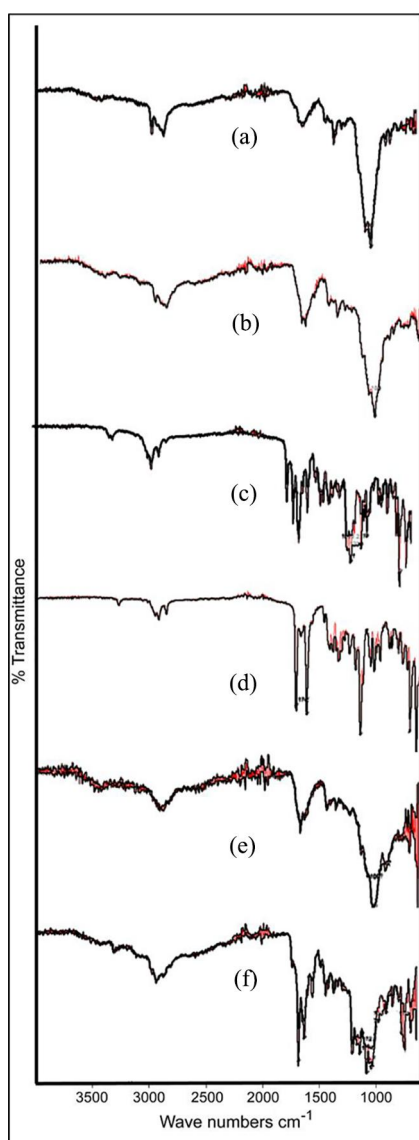 (a)
(b)
(c)
(d)
(e)
(f)
% Transmittance
3500 3000 2500 2000 1500 1000
Wave numbers cm-1